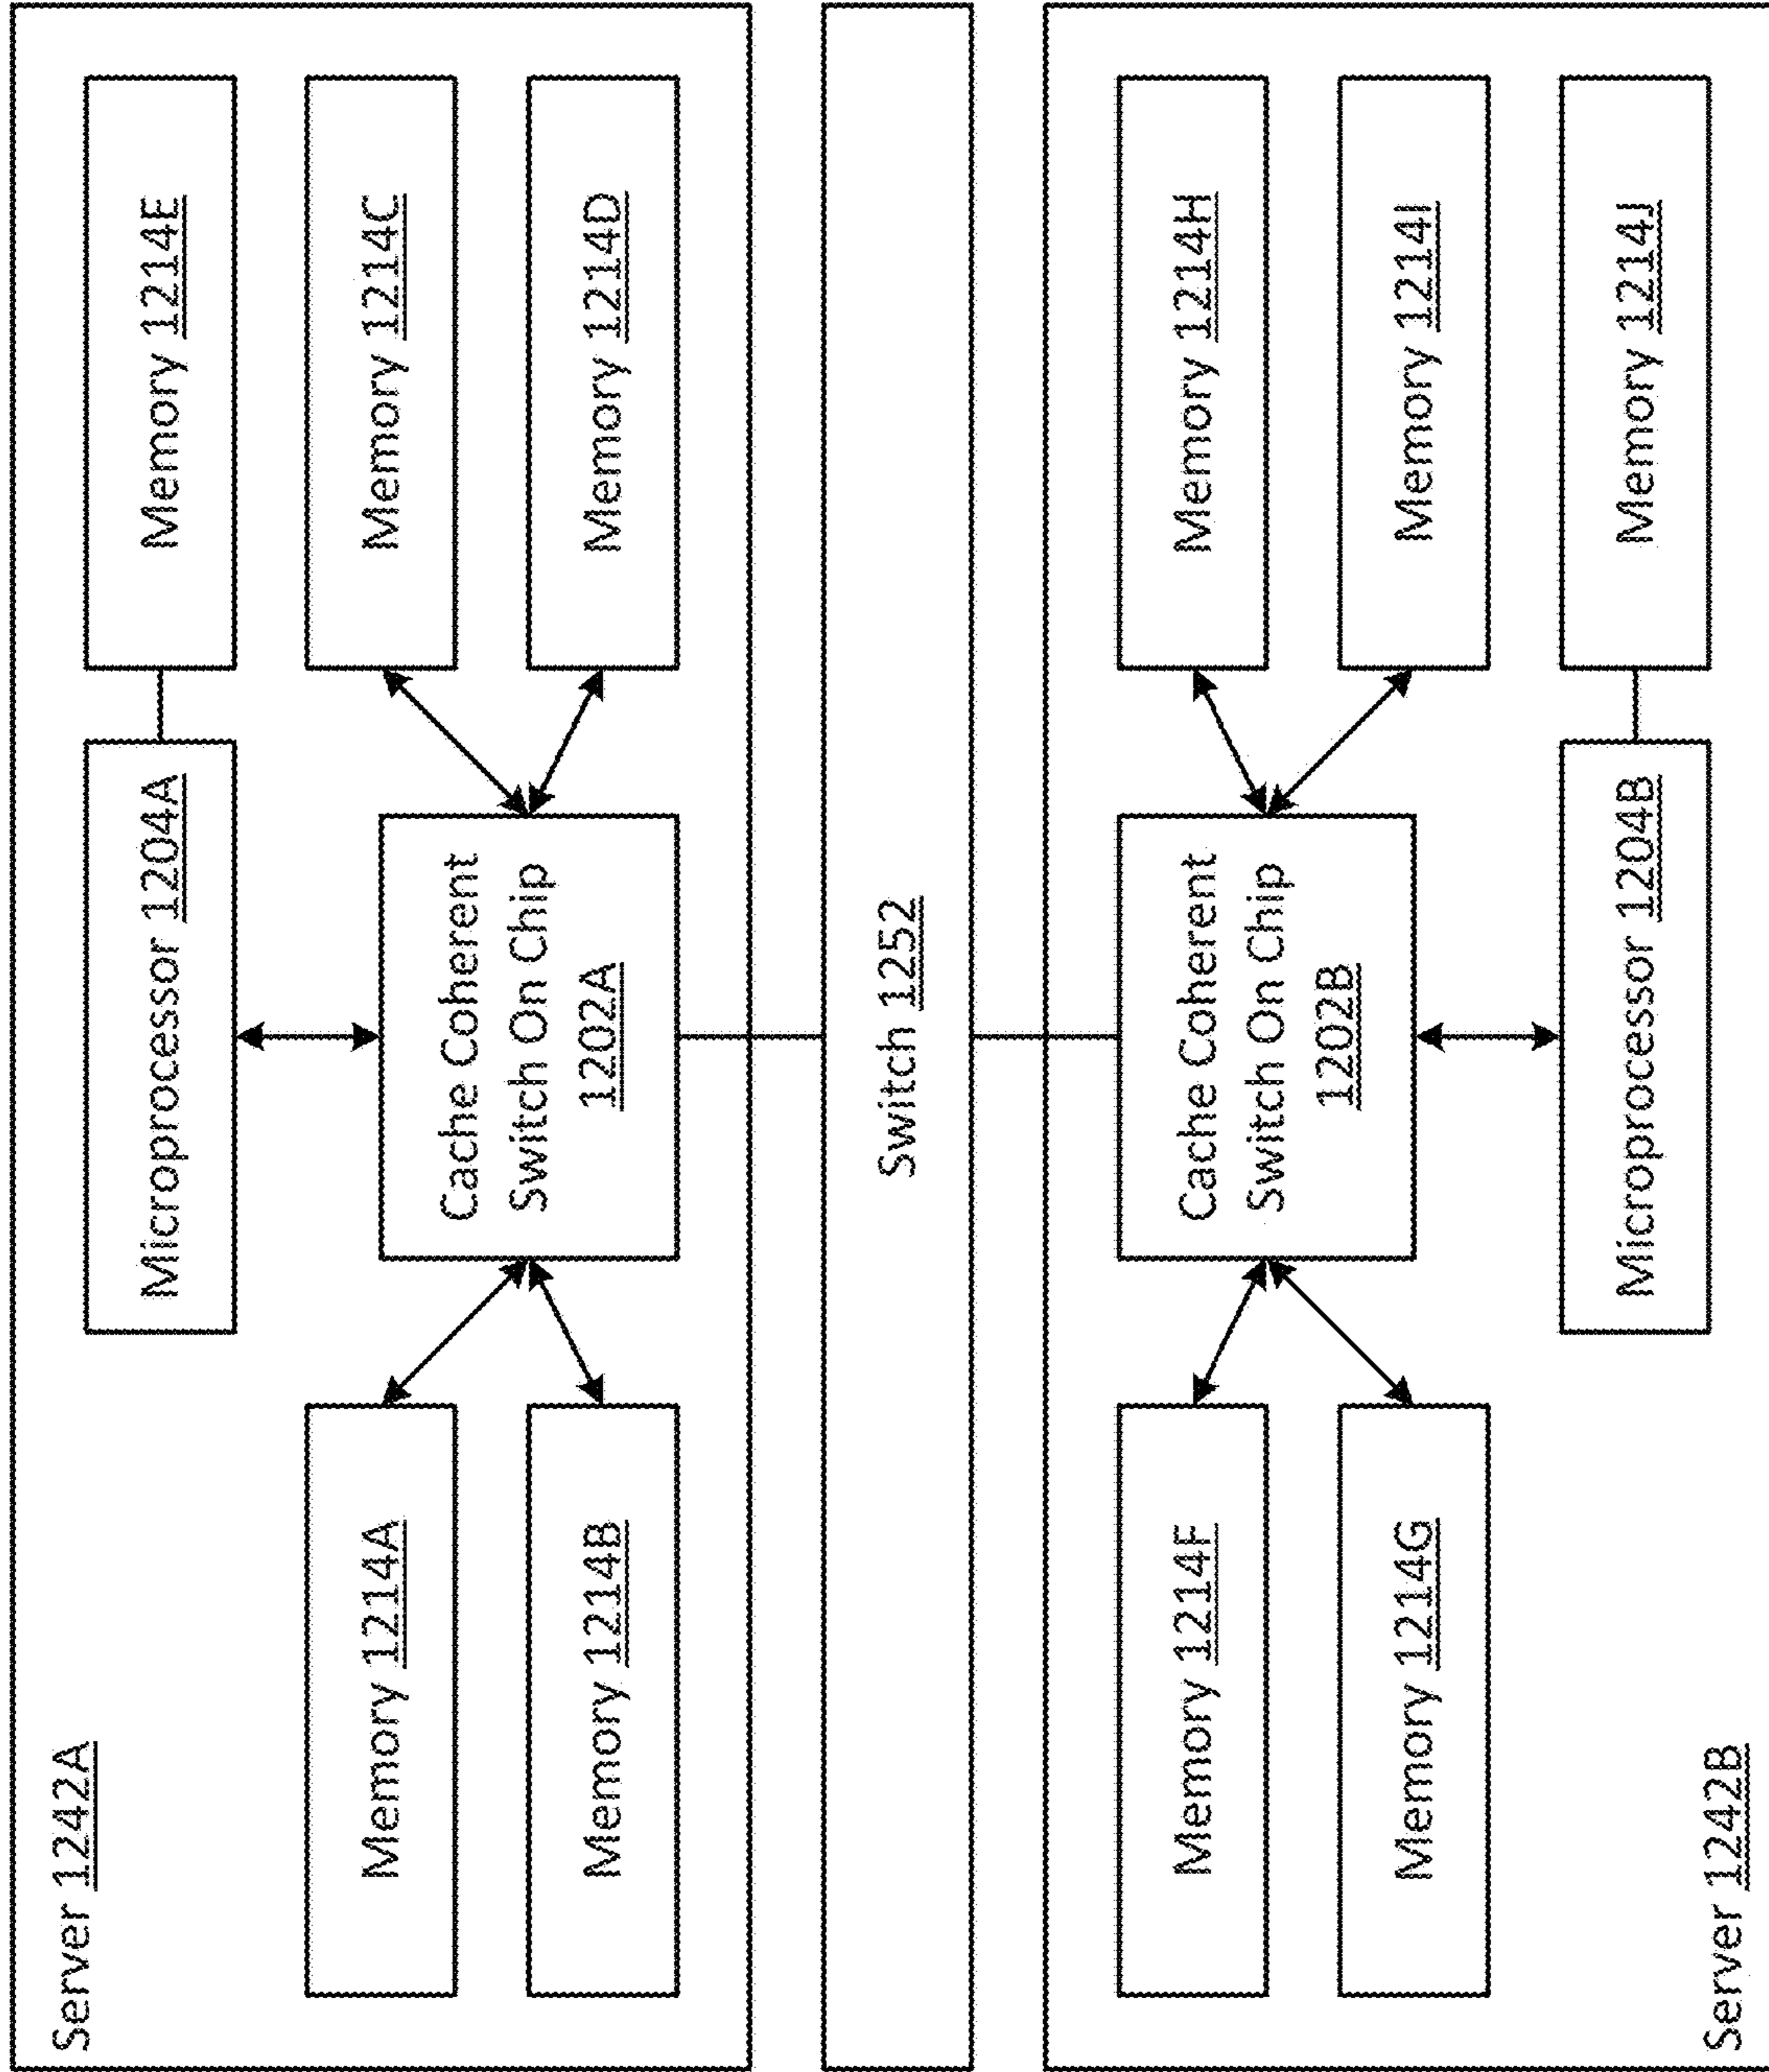 Server 1242A
Microprocessor 1204A
Memory 1214E
Memory 1214A
Memory 1214C
Cache Coherent
Switch On Chip
1202A
Memory 1214B
Memory 1214D
Switch 1252
Memory 1214F
Memory 1214H
Cache Coherent
Switch On Chip
1202B
Memory 1214G
Memory 1214I
Microprocessor 1204B
Memory 1214J
Server 1242B